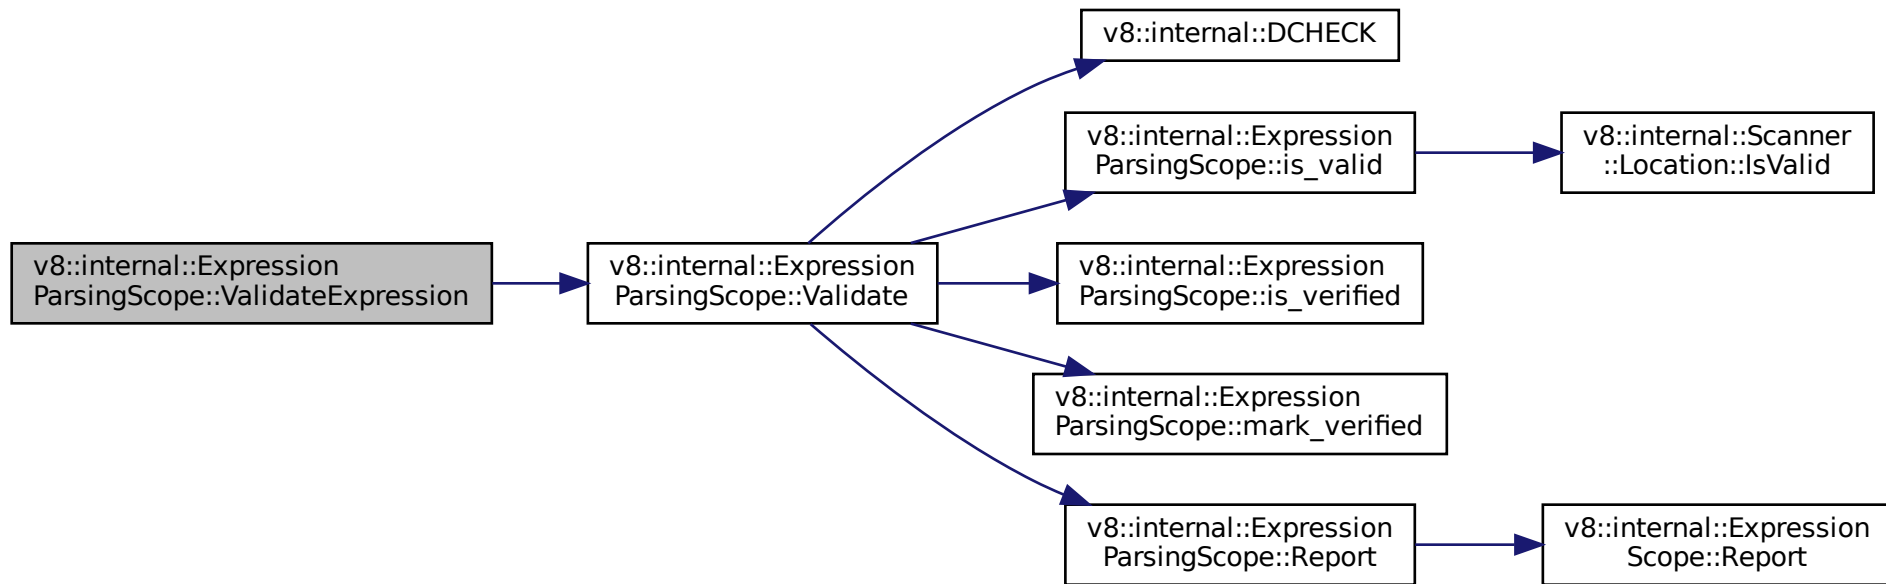 v8::internal::DCHECK
v8::internal::Expression
ParsingScope::is_valid
v8::internal::Scanner
::Location::IsValid
v8::internal::Expression
ParsingScope::ValidateExpression
v8::internal::Expression
ParsingScope::Validate
v8::internal::Expression
ParsingScope::is_verified
v8::internal::Expression
ParsingScope::mark_verified
v8::internal::Expression
ParsingScope::Report
v8::internal::Expression
Scope::Report